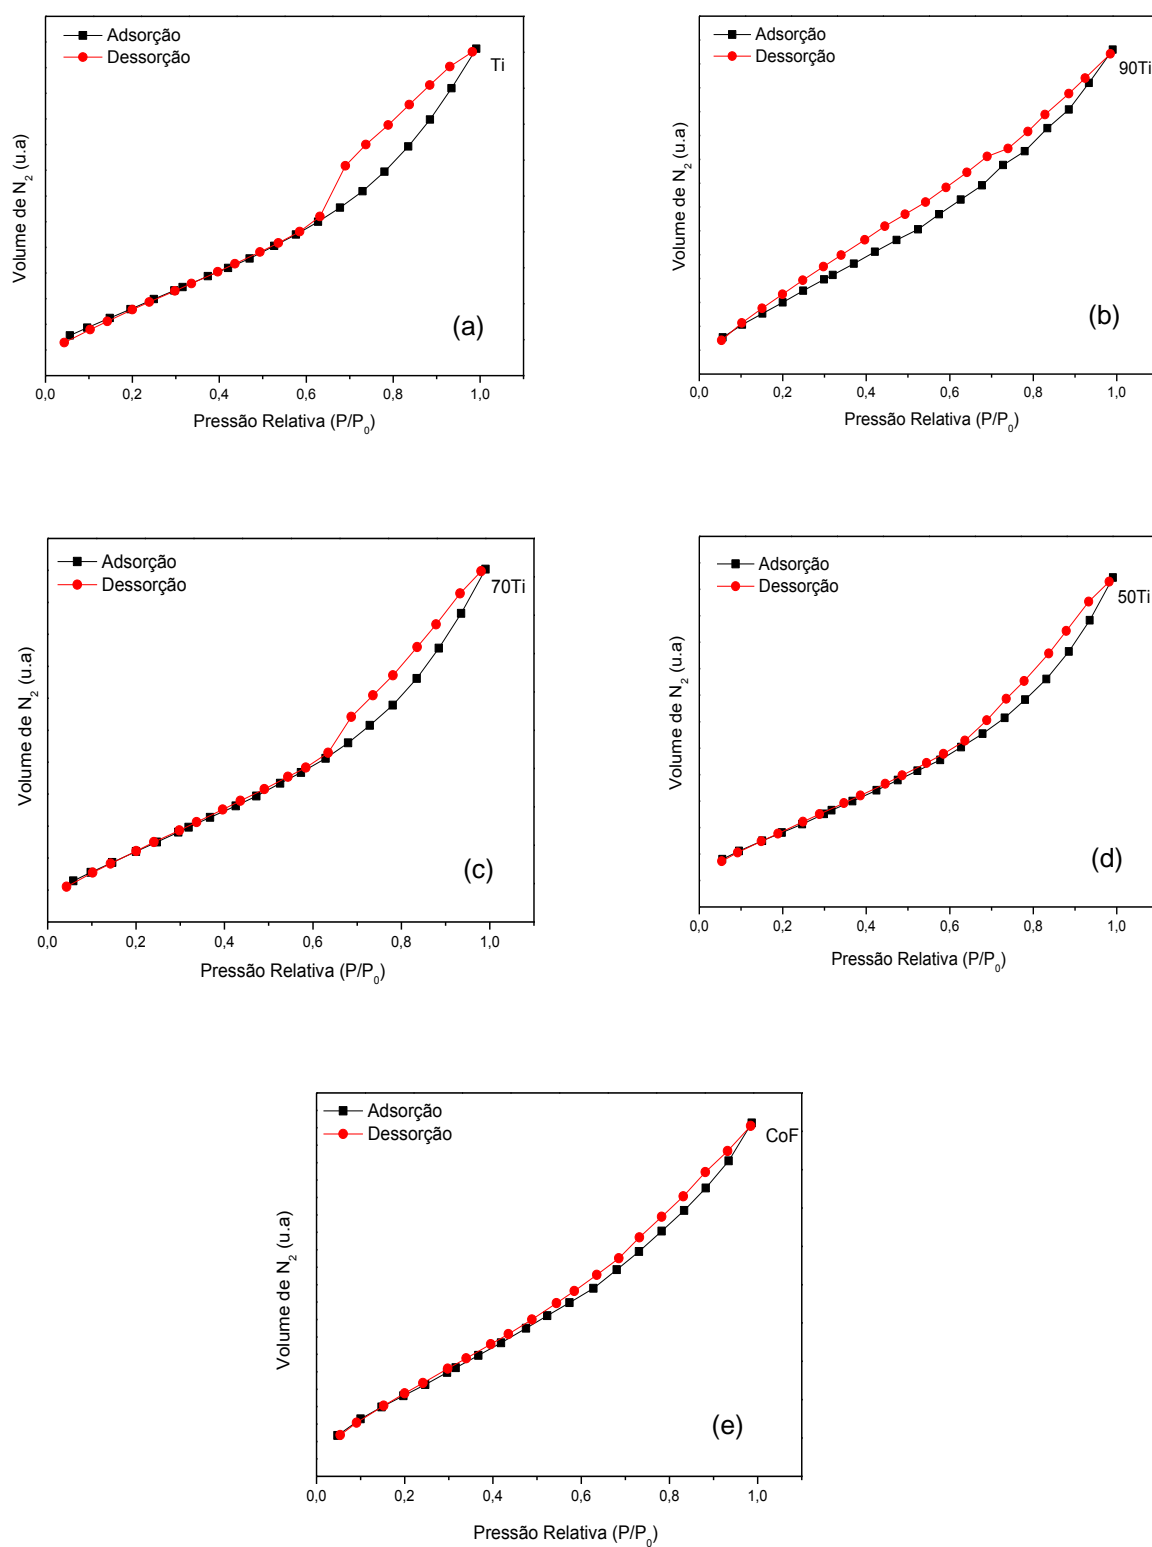 Adsorção
Dessorção
Ti
Volume de N2 (u.a)
(a)
0,0 0,2 0,4 0,6 0,8 1,0
Pressão Relativa (P/P0)
Adsorção
Dessorção
90Ti
Volume de N2 (u.a)
(b)
0,0 0,2 0,4 0,6 0,8 1,0
Pressão Relativa (P/P0)
Adsorção
Dessorção
70Ti
Volume de N2 (u.a)
(c)
0,0 0,2 0,4 0,6 0,8 1,0
Pressão Relativa (P/P0)
Adsorção
Dessorção
50Ti
Volume de N2 (u.a)
(d)
0,0 0,2 0,4 0,6 0,8 1,0
Pressão Relativa (P/P0)
Adsorção
Dessorção
CoF
Volume de N2 (u.a)
(e)
0,0 0,2 0,4 0,6 0,8 1,0
Pressão Relativa (P/P0)